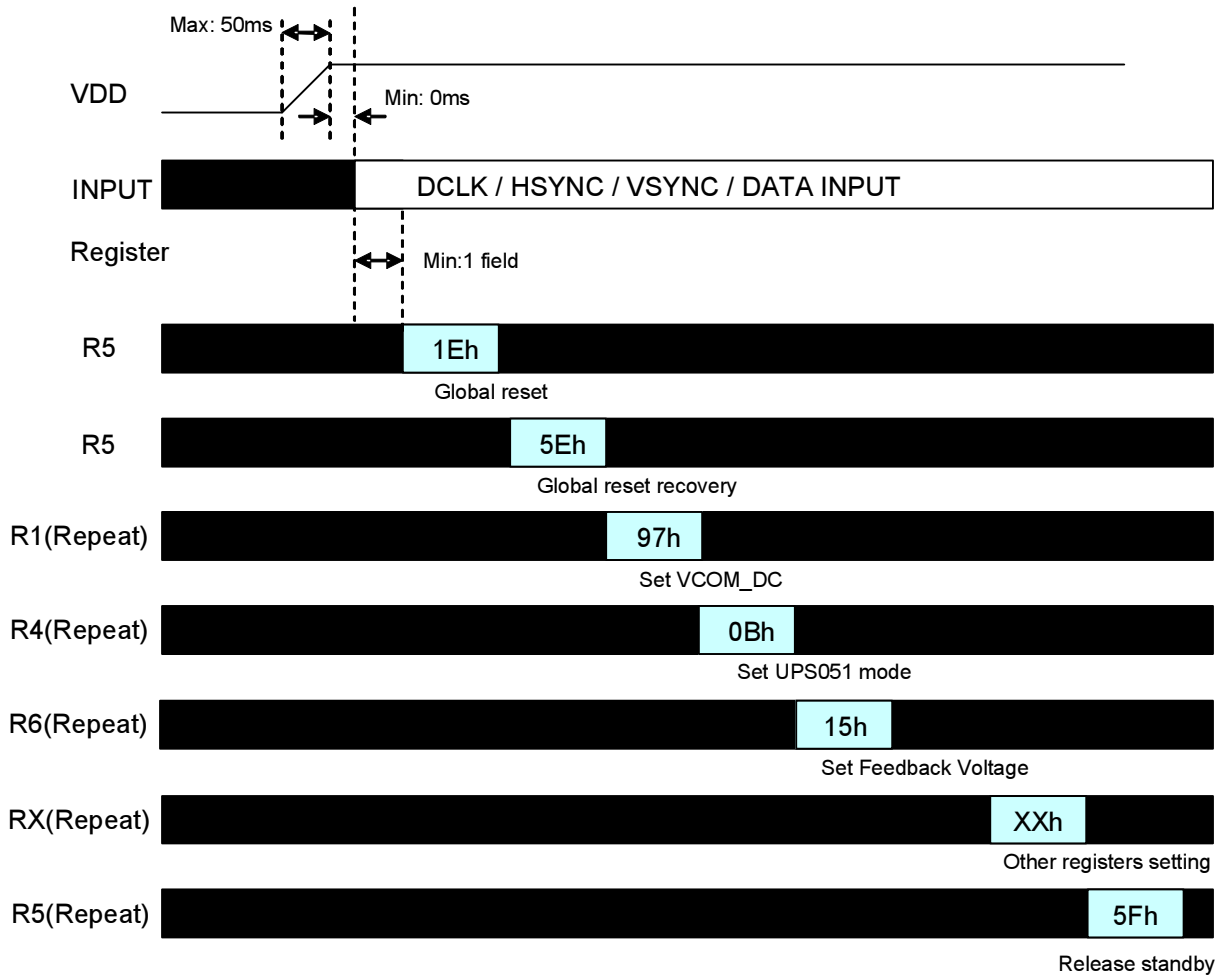 Max: 50ms
VDD
Min: 0ms
INPUT
DCLK / HSYNC / VSYNC / DATA INPUT
Register
Min:1 field
R5
1Eh
Global reset
R5
5Eh
Global reset recovery
R1(Repeat)
97h
Set VCOM_DC
R4(Repeat)
0Bh
Set UPS051 mode
R6(Repeat)
15h
Set Feedback Voltage
RX(Repeat)
XXh
Other registers setting
R5(Repeat)
5Fh
Release standby